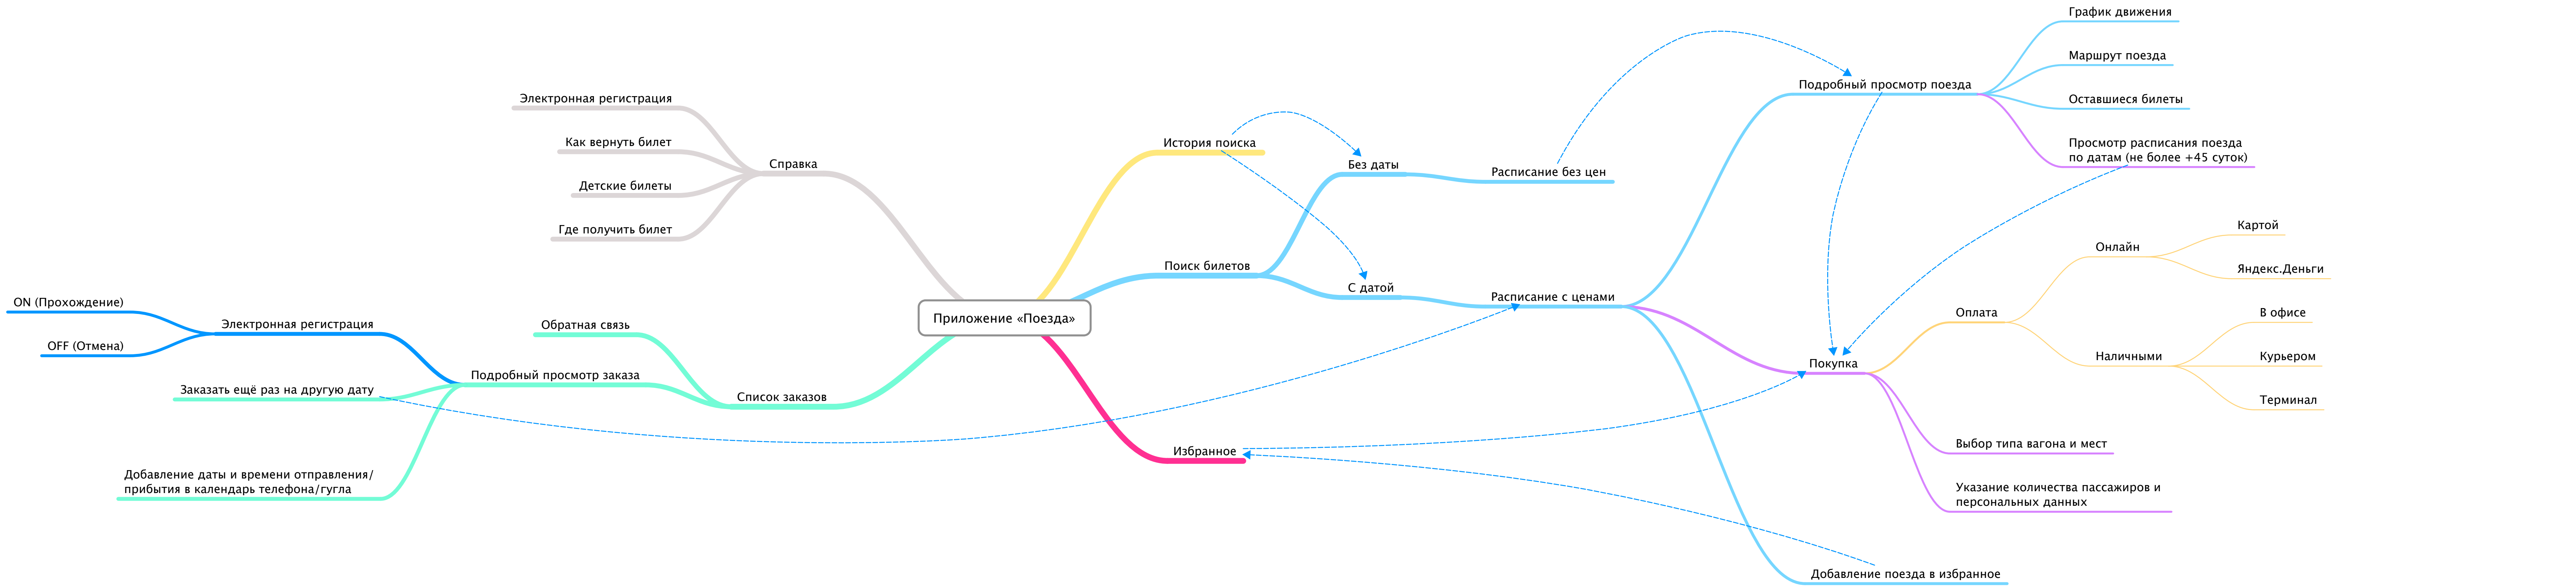 График движения
Маршрут поезда
Подробный просмотр поезда
Оставшиеся билеты
Просмотр расписания поезда
по датам (не более +45 суток)
Электронная регистрация
Как вернуть билет
Справка
Детские билеты
Где получить билет
История поиска
Без даты
Расписание без цен
Поиск билетов
С датой
Расписание с ценами
Приложение «Поезда»
Картой
Онлайн
Яндекс.Деньги
Оплата
В офисе
Наличными
Курьером
Терминал
Покупка
Выбор типа вагона и мест
Указание количества пассажиров и
персональных данных
ON (Прохождение)
Электронная регистрация
OFF (Отмена)
Обратная связь
Подробный просмотр заказа
Заказать ещё раз на другую дату
Список заказов
Добавление даты и времени отправления/
прибытия в календарь телефона/гугла
Избранное
Добавление поезда в избранное